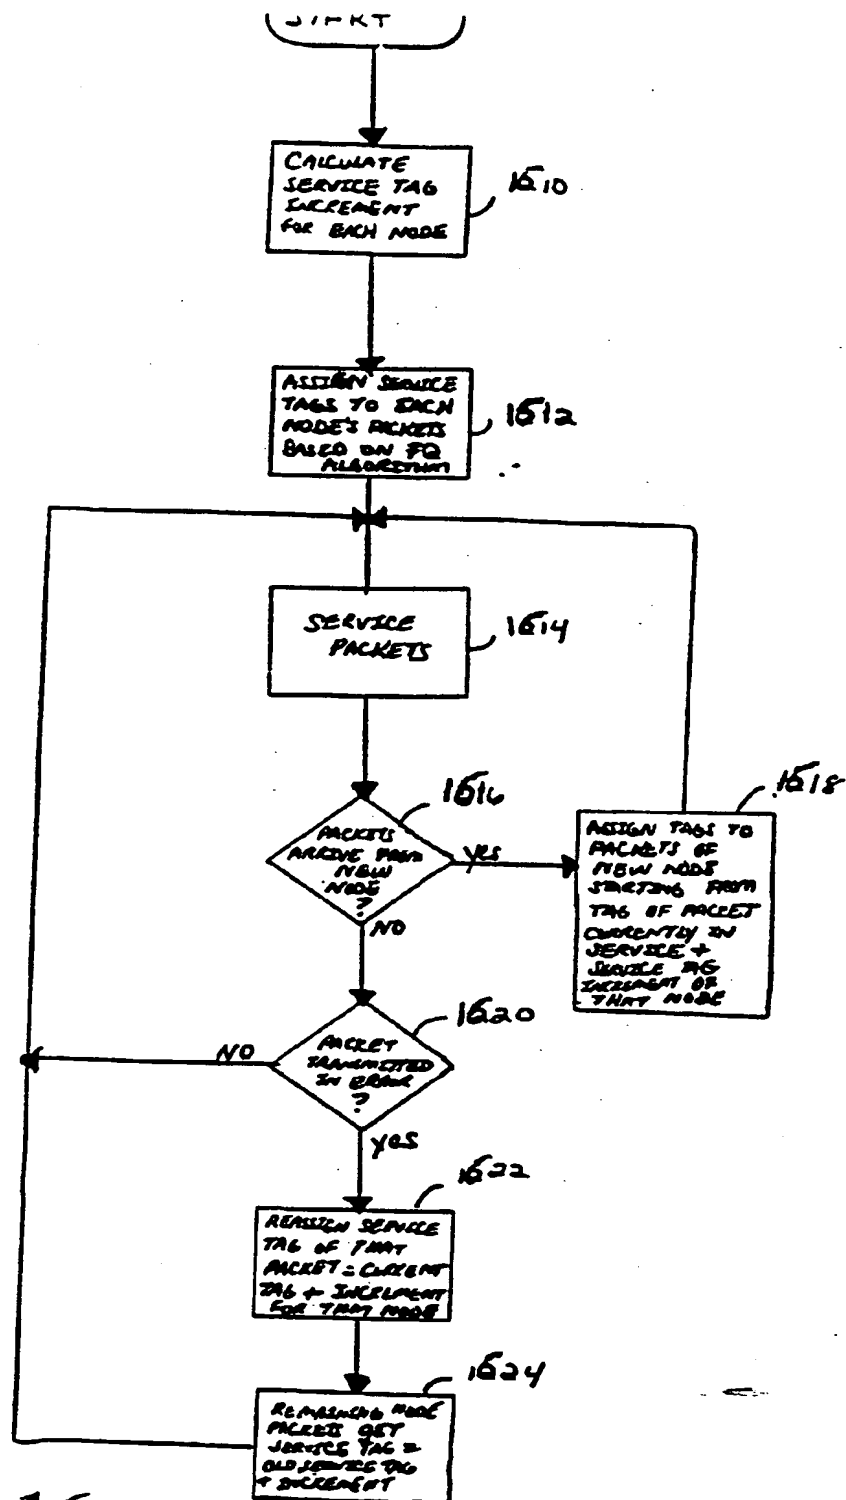 START
CALCULATE
SERVICE TAG
INCREMENT
FOR EACH NODE
1610
ASSIGN SERVICE
TAGS TO EACH
NODE'S PACKETS
BASED ON FQ
ALGORITHM
1612
SERVICE
PACKETS
1614
1616
PACKETS
ARRIVE FROM
NEW
NODE
?
YES
NO
1618
ASSIGN TAGS TO
PACKETS OF
NEW NODE
STARTING FROM
TAG OF PACKET
CURRENTLY IN
SERVICE +
SERVICE TAG
INCREMENT OF
THAT NODE
1620
PACKET
TRANSMITTED
IN ERROR
?
NO
YES
1622
REASSIGN SERVICE
TAG OF THAT
PACKET = CURRENT
TAG + INCREMENT
FOR THAT NODE
1624
REMAINING NODE
PACKETS GET
SERVICE TAG =
OLD SERVICE TAG
+ INCREMENT